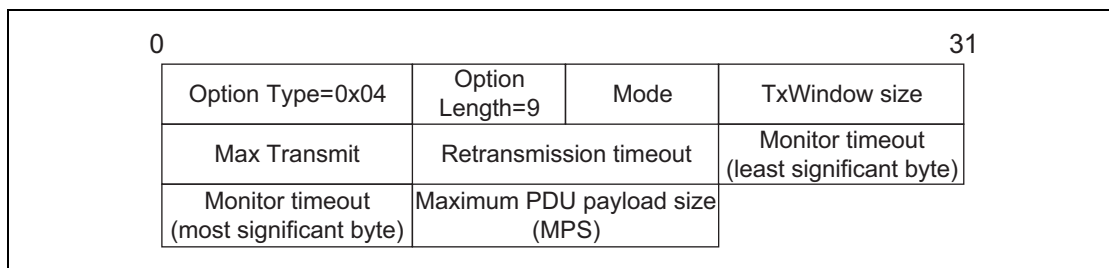 0
31
Option Type=0x04
Option
Length=9
Mode
TxWindow size
Max Transmit
Retransmission timeout
Monitor timeout
(least significant byte)
Monitor timeout
(most significant byte)
Maximum PDU payload size
(MPS)